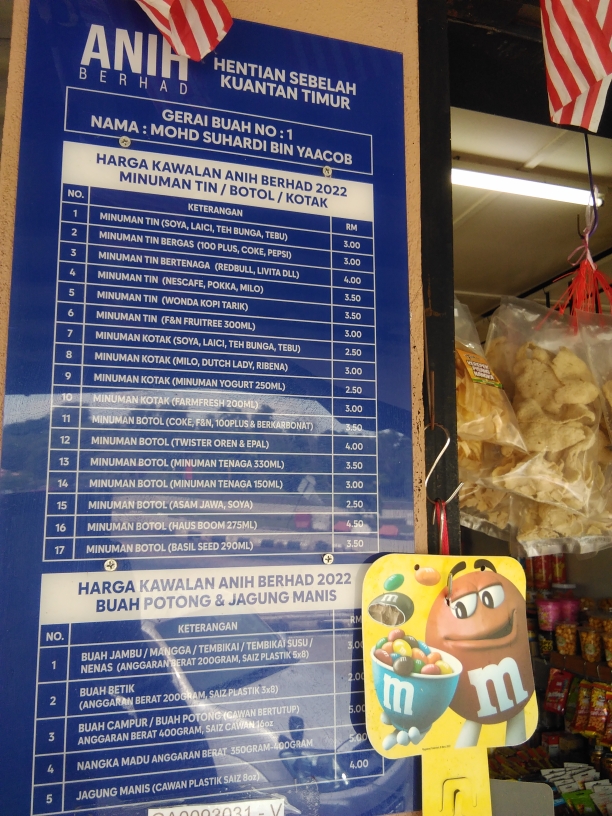 ANIH
BERHAD
HENTIAN SEBELAH
KUANTAN TIMUR
GERAI BUAH NO : 1
NAMA : MOHD SUHARDI BIN YAACOB
HARGA KAWALAN ANIH BERHAD 2022
MINUMAN TIN / BOTOL / KOTAK
NO. KETERANGAN RM
1 MINUMAN TIN (SOYA, LAICI, TEH BUNGA, TEBU) 3.00
2 MINUMAN TIN BERGAS (100 PLUS, COKE, PEPSI) 3.00
3 MINUMAN TIN BERTENAGA (REDBULL, LIVITA DLL) 4.00
4 MINUMAN TIN (NESCAFE, POKKA, MILO) 3.50
5 MINUMAN TIN (WONDA KOPI TARIK) 3.50
6 MINUMAN TIN (F&N FRUITREE 300ML) 3.00
7 MINUMAN KOTAK (SOYA, LAICI, TEH BUNGA, TEBU) 2.50
8 MINUMAN KOTAK (MILO, DUTCH LADY, RIBENA) 3.00
9 MINUMAN KOTAK (MINUMAN YOGURT 250ML) 2.50
10 MINUMAN KOTAK (FARMFRESH 200ML) 3.00
11 MINUMAN BOTOL (COKE, F&N, 100PLUS & BERKARBONAT) 3.50
12 MINUMAN BOTOL (TWISTER OREN & EPAL) 4.00
13 MINUMAN BOTOL (MINUMAN TENAGA 330ML) 3.50
14 MINUMAN BOTOL (MINUMAN TENAGA 150ML) 3.00
15 MINUMAN BOTOL (ASAM JAWA, SOYA) 2.50
16 MINUMAN BOTOL (HAUS BOOM 275ML) 4.50
17 MINUMAN BOTOL (BASIL SEED 290ML) 3.50
HARGA KAWALAN ANIH BERHAD 2022
BUAH POTONG & JAGUNG MANIS
NO. KETERANGAN RM
1 BUAH JAMBU / MANGGA / TEMBIKAI / TEMBIKAI SUSU / 3.00
NENAS (ANGGARAN BERAT 200GRAM, SAIZ PLASTIK 5x8)
2 BUAH BETIK 2.00
(ANGGARAN BERAT 200GRAM, SAIZ PLASTIK 3x8)
3 BUAH CAMPUR / BUAH POTONG (CAWAN BERTUTUP) 5.00
ANGGARAN BERAT 400GRAM, SAIZ CAWAN 16oz
4 NANGKA MADU ANGGARAN BERAT 350GRAM-400GRAM 5.00
5 JAGUNG MANIS (CAWAN PLASTIK SAIZ 8oz) 4.00
m
m